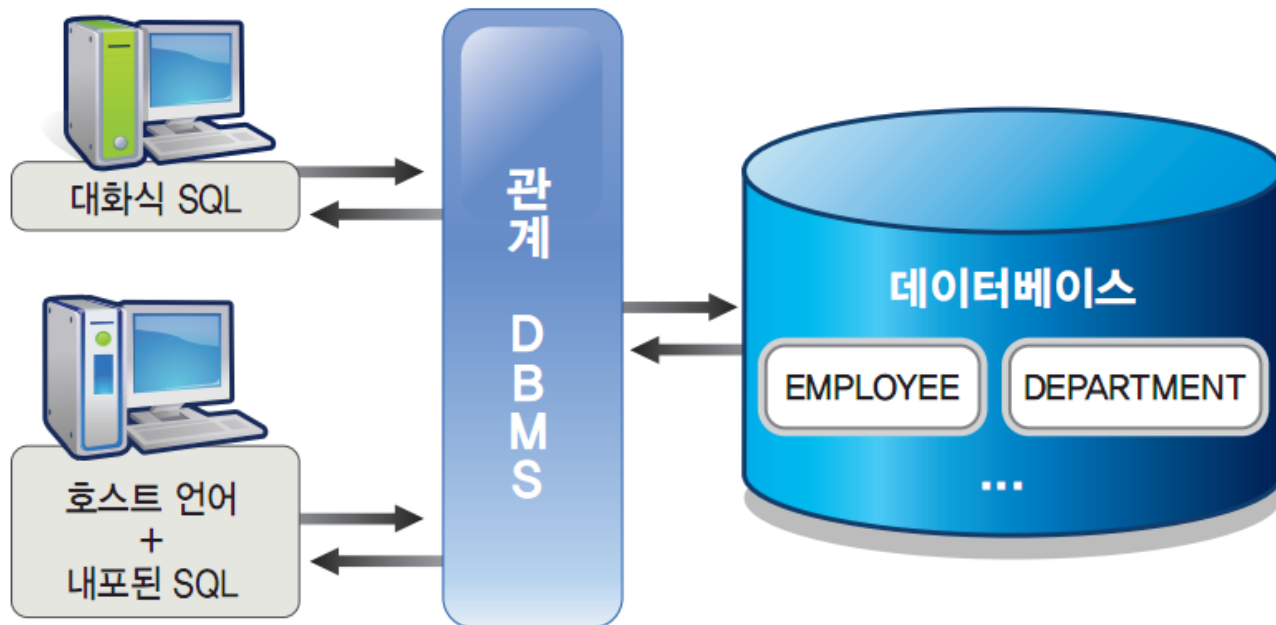 대화식 SQL
호스트 언어
+
내포된 SQL
관계 DBMS
데이터베이스
EMPLOYEE
DEPARTMENT
...